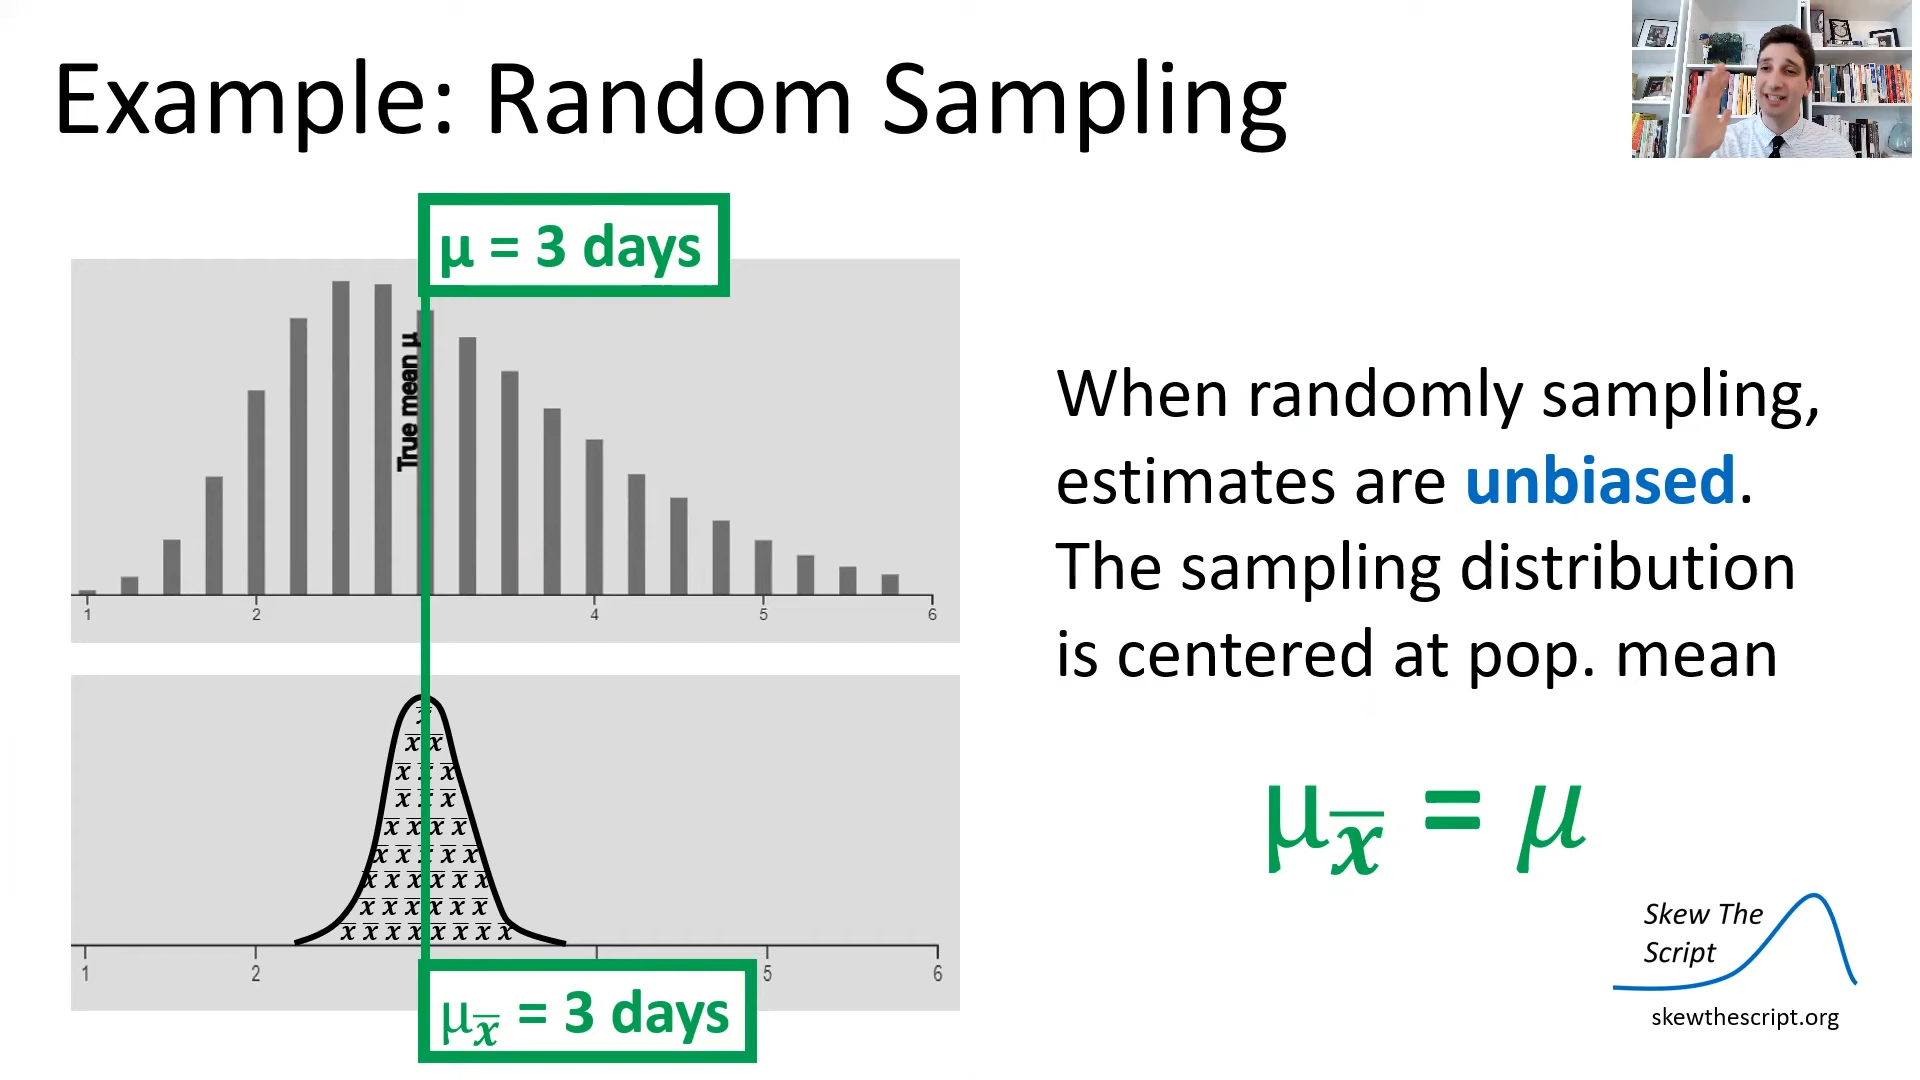 Example: Random Sampling
μ = 3 days
True mean μ
1 2 4 5 6
When randomly sampling,
estimates are unbiased.
The sampling distribution
is centered at pop. mean
μx̅ = μ
x̅
x̅ x̅
x̅ x̅ x̅
x̅ x̅ x̅
x̅ x̅ x̅ x̅
x̅ x̅ x̅ x̅ x̅
x̅ x̅ x̅ x̅ x̅ x̅
x̅ x̅ x̅ x̅ x̅ x̅
x̅ x̅ x̅ x̅ x̅ x̅ x̅ x̅
1 2 5 6
μx̅ = 3 days
Skew The
Script
skewthescript.org